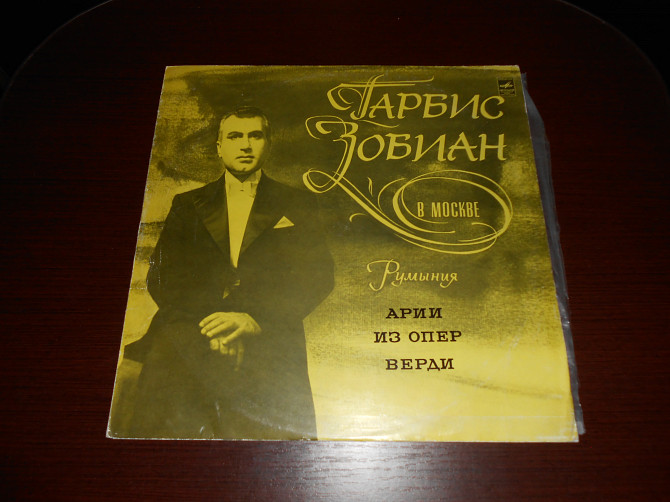 ГАРБИС
ЗОБИАН
В МОСКВЕ
Румыния
АРИИ
ИЗ ОПЕР
ВЕРДИ